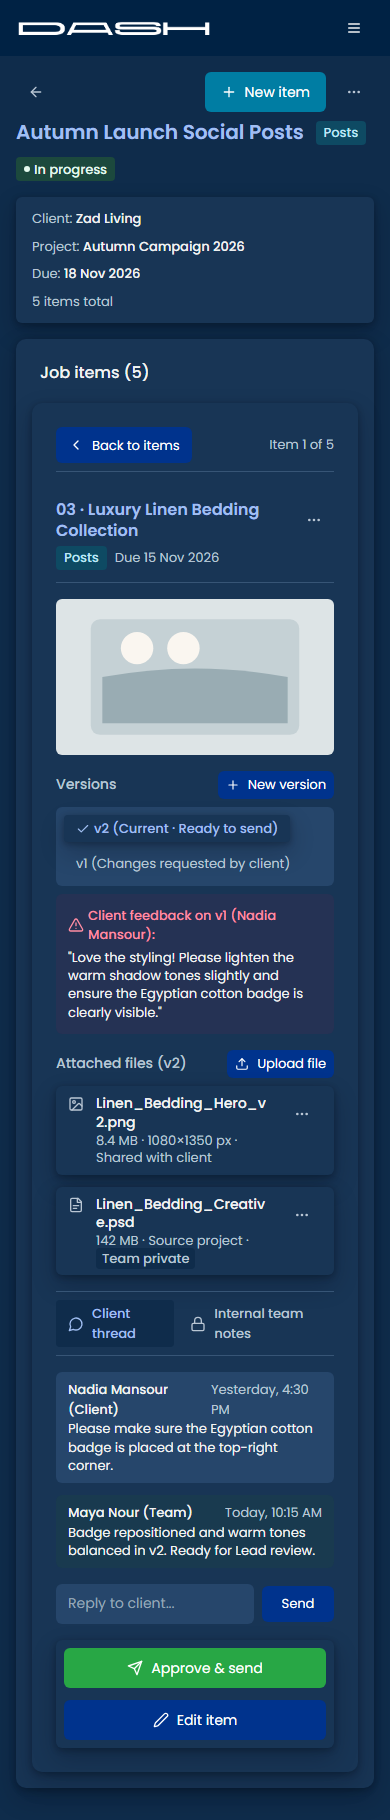 DASH
New item
Autumn Launch Social Posts Posts
In progress
Client: Zad Living
Project: Autumn Campaign 2026
Due: 18 Nov 2026
5 items total
Job items (5)
Back to items Item 1 of 5
03 · Luxury Linen Bedding
Collection
Posts Due 15 Nov 2026
Versions New version
v2 (Current · Ready to send)
v1 (Changes requested by client)
Client feedback on v1 (Nadia
Mansour):
"Love the styling! Please lighten the
warm shadow tones slightly and
ensure the Egyptian cotton badge is
clearly visible."
Attached files (v2) Upload file
Linen_Bedding_Hero_v
2.png
8.4 MB · 1080×1350 px ·
Shared with client
Linen_Bedding_Creativ
e.psd
142 MB · Source project ·
Team private
Client
thread
Internal team
notes
Nadia Mansour
(Client)
Yesterday, 4:30
PM
Please make sure the Egyptian cotton
badge is placed at the top-right
corner.
Maya Nour (Team) Today, 10:15 AM
Badge repositioned and warm tones
balanced in v2. Ready for Lead review.
Reply to client... Send
Approve & send
Edit item